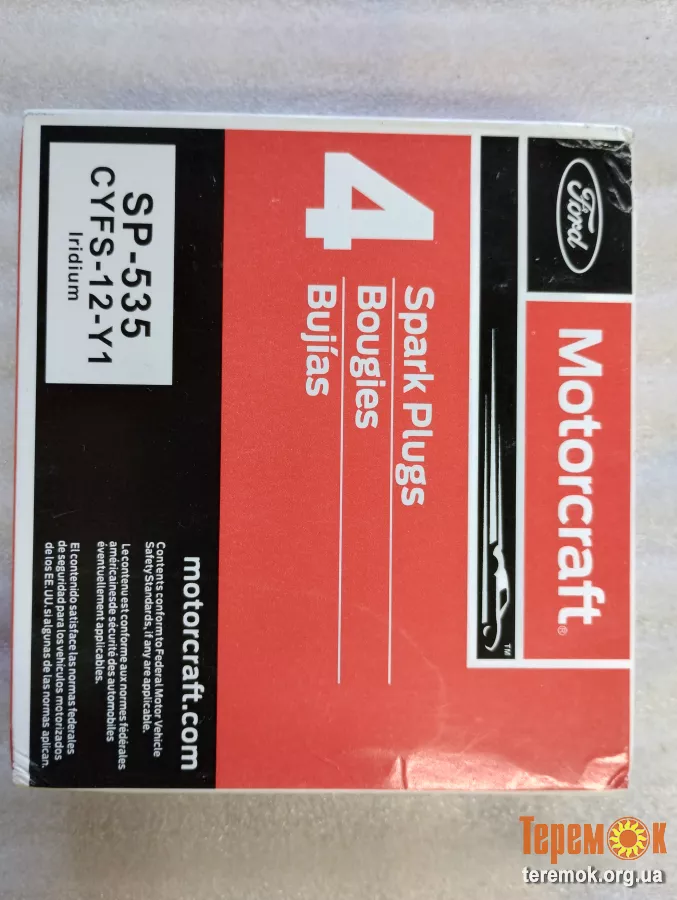 Ford
Motorcraft®
TM
4
Spark Plugs
Bougies
Bujías
SP-535
CYFS-12-Y1
Iridium
motorcraft.com
Contents conform to Federal Motor Vehicle
Safety Standards, if any are applicable.
Le contenu est conforme aux normes fédérales
américaines de sécurité des automobiles
éventuellement applicables.
El contenido satisface las normas federales
de seguridad para los vehículos motorizados
de los EE.UU. si algunas de las normas aplican.
ТеремОк
teremok.org.ua